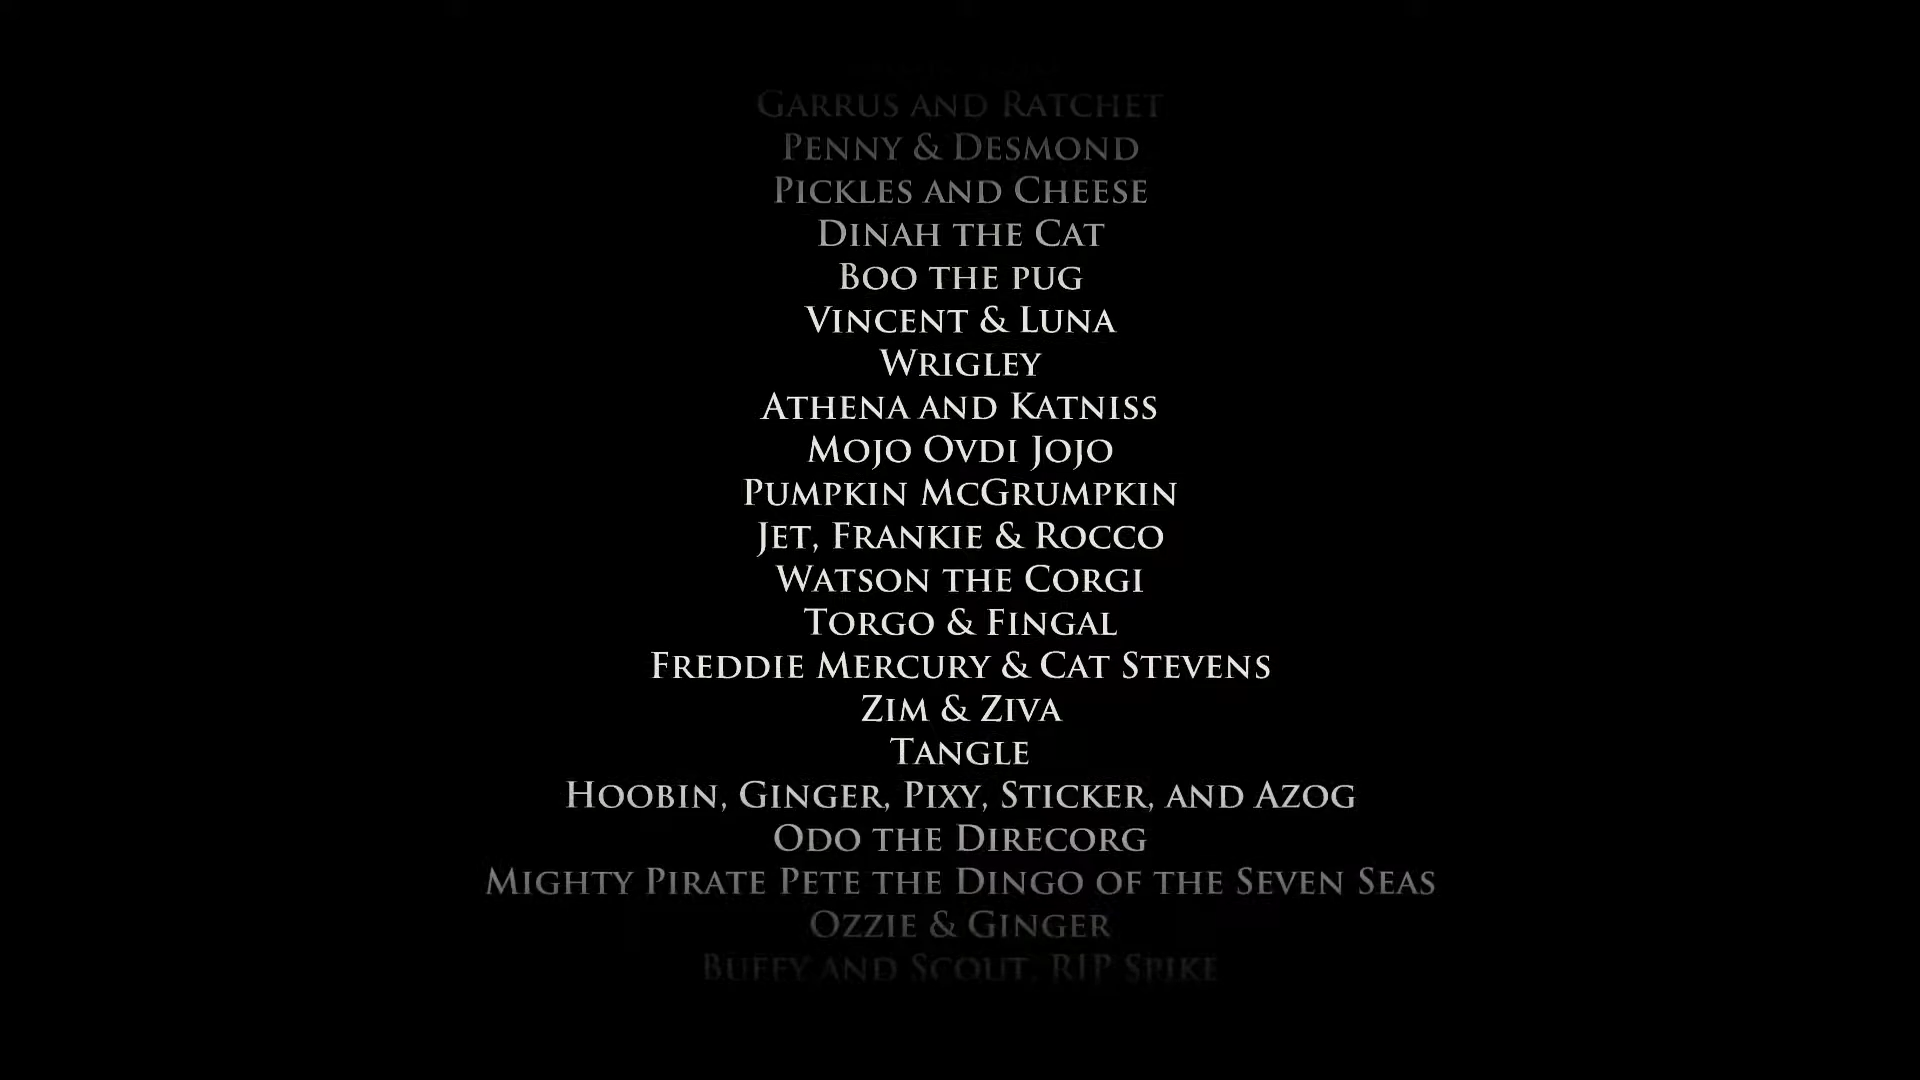 Garrus and Ratchet
Penny & Desmond
Pickles and Cheese
Dinah the Cat
Boo the pug
Vincent & Luna
Wrigley
Athena and Katniss
Mojo Ovdi Jojo
Pumpkin McGrumpkin
Jet, Frankie & Rocco
Watson the Corgi
Torgo & Fingal
Freddie Mercury & Cat Stevens
Zim & Ziva
Tangle
Hoobin, Ginger, Pixy, Sticker, and Azog
Odo the Direcorg
Mighty Pirate Pete the Dingo of the Seven Seas
Ozzie & Ginger
Buffy and Scout, RIP Spike